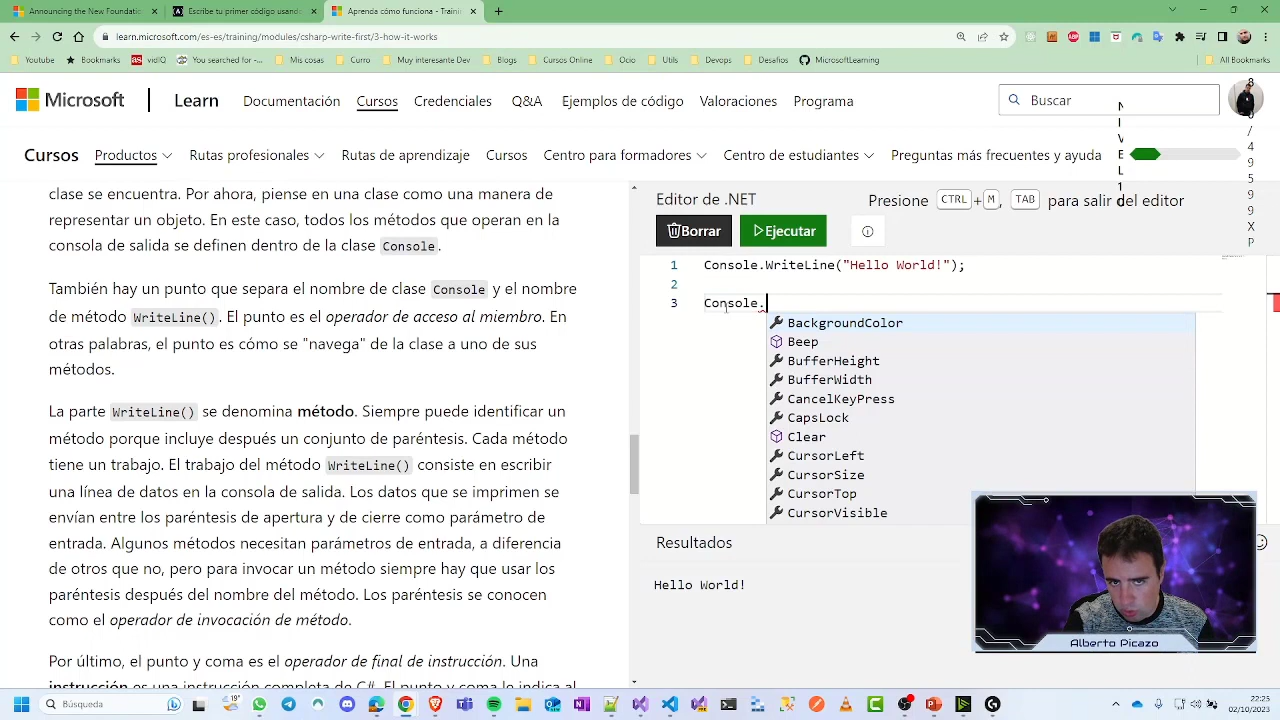 Announcing the New Foundatio
Escribe tu primer código usando
Aprenda cómo funciona - Trainin
learn.microsoft.com/es-es/training/modules/csharp-write-first/3-how-it-works
Youtube
Bookmarks
vidIQ
You searched for -...
Mis cosas
Curro
Muy interesante Dev
Blogs
Cursos Online
Ocio
Utils
Devops
Desafíos
MicrosoftLearning
All Bookmarks
Microsoft
Learn
Documentación
Cursos
Credenciales
Q&A
Ejemplos de código
Valoraciones
Programa
Buscar
Cursos
Productos
Rutas profesionales
Rutas de aprendizaje
Cursos
Centro para formadores
Centro de estudiantes
Preguntas más frecuentes y ayuda
clase se encuentra. Por ahora, piense en una clase como una manera de
representar un objeto. En este caso, todos los métodos que operan en la
consola de salida se definen dentro de la clase Console.
También hay un punto que separa el nombre de clase Console y el nombre
de método WriteLine(). El punto es el operador de acceso al miembro. En
otras palabras, el punto es cómo se "navega" de la clase a uno de sus
métodos.
La parte WriteLine() se denomina método. Siempre puede identificar un
método porque incluye después un conjunto de paréntesis. Cada método
tiene un trabajo. El trabajo del método WriteLine() consiste en escribir
una línea de datos en la consola de salida. Los datos que se imprimen se
envían entre los paréntesis de apertura y de cierre como parámetro de
entrada. Algunos métodos necesitan parámetros de entrada, a diferencia
de otros que no, pero para invocar un método siempre hay que usar los
paréntesis después del nombre del método. Los paréntesis se conocen
como el operador de invocación de método.
Por último, el punto y coma es el operador de final de instrucción. Una
instrucción es una instrucción completa de C#. El punto y coma le indica al
Editor de .NET
Presione CTRL + M, TAB para salir del editor
Borrar
Ejecutar
1 Console.WriteLine("Hello World!");
2
3 Console.
BackgroundColor
Beep
BufferHeight
BufferWidth
CancelKeyPress
CapsLock
Clear
CursorLeft
CursorSize
CursorTop
CursorVisible
Resultados
Hello World!
Alberto Picazo
Búsqueda
19°
22:25
02/10/2023